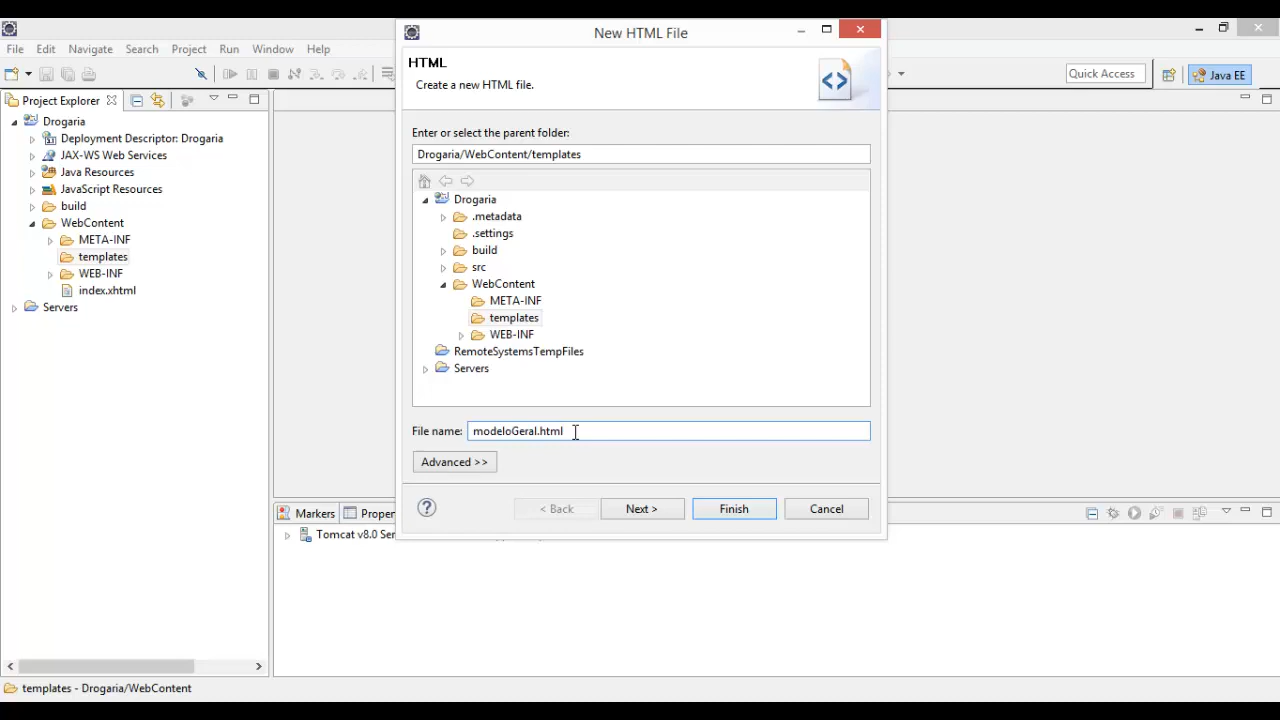 New HTML File
File Edit Navigate Search Project Run Window Help
Quick Access
Java EE
Project Explorer
Drogaria
Deployment Descriptor: Drogaria
JAX-WS Web Services
Java Resources
JavaScript Resources
build
WebContent
META-INF
templates
WEB-INF
index.xhtml
Servers
HTML
Create a new HTML file.
Enter or select the parent folder:
Drogaria/WebContent/templates
Drogaria
.metadata
.settings
build
src
WebContent
META-INF
templates
WEB-INF
RemoteSystemsTempFiles
Servers
File name: modeloGeral.html
Advanced >>
< Back Next > Finish Cancel
Markers Proper
Tomcat v8.0 Ser
templates - Drogaria/WebContent